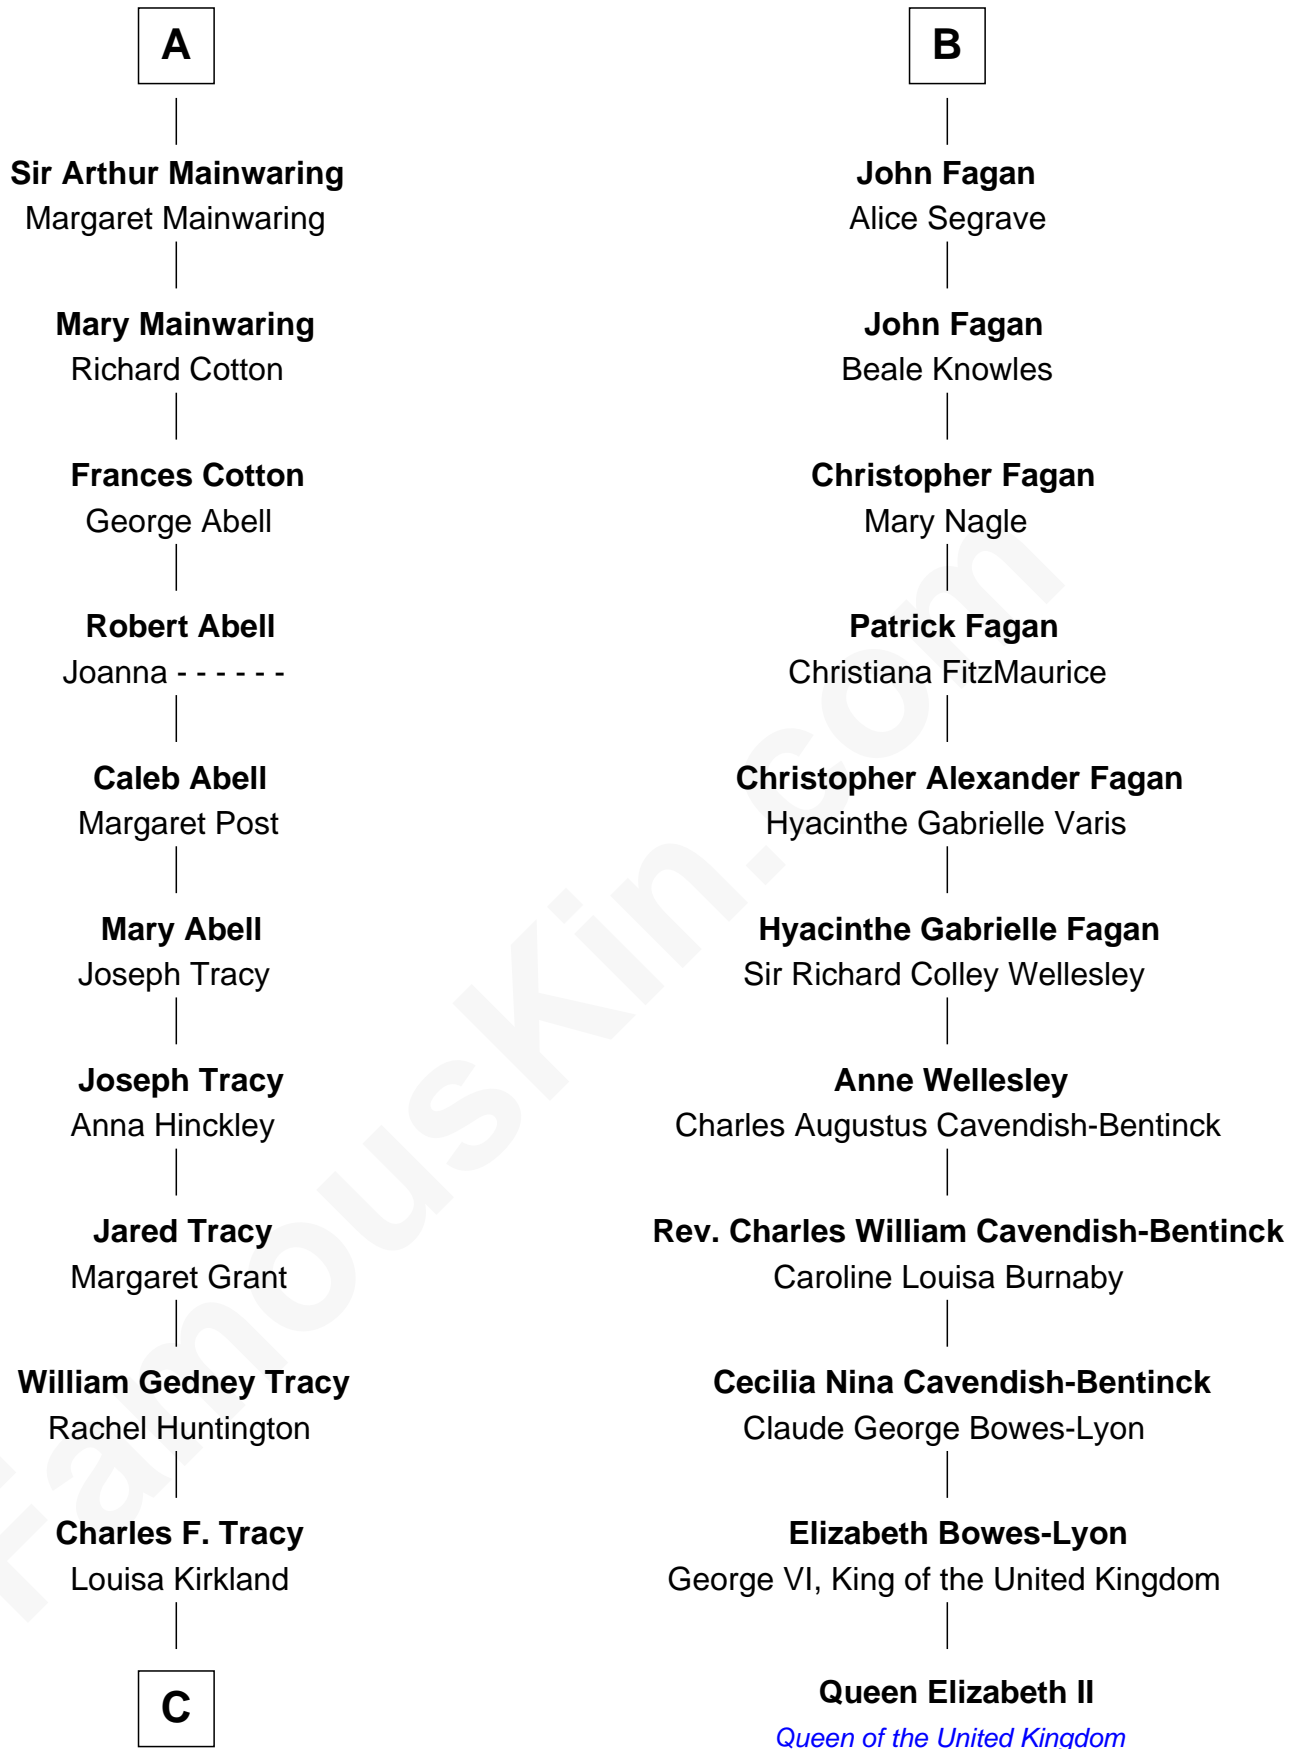 A
Sir Arthur Mainwaring
Margaret Mainwaring
Mary Mainwaring
Richard Cotton
Frances Cotton
George Abell
Robert Abell
Joanna - - - - - -
Caleb Abell
Margaret Post
Mary Abell
Joseph Tracy
Joseph Tracy
Anna Hinckley
Jared Tracy
Margaret Grant
William Gedney Tracy
Rachel Huntington
Charles F. Tracy
Louisa Kirkland
C
B
John Fagan
Alice Segrave
John Fagan
Beale Knowles
Christopher Fagan
Mary Nagle
Patrick Fagan
Christiana FitzMaurice
Christopher Alexander Fagan
Hyacinthe Gabrielle Varis
Hyacinthe Gabrielle Fagan
Sir Richard Colley Wellesley
Anne Wellesley
Charles Augustus Cavendish-Bentinck
Rev. Charles William Cavendish-Bentinck
Caroline Louisa Burnaby
Cecilia Nina Cavendish-Bentinck
Claude George Bowes-Lyon
Elizabeth Bowes-Lyon
George VI, King of the United Kingdom
Queen Elizabeth II
Queen of the United Kingdom
FamousKin.com